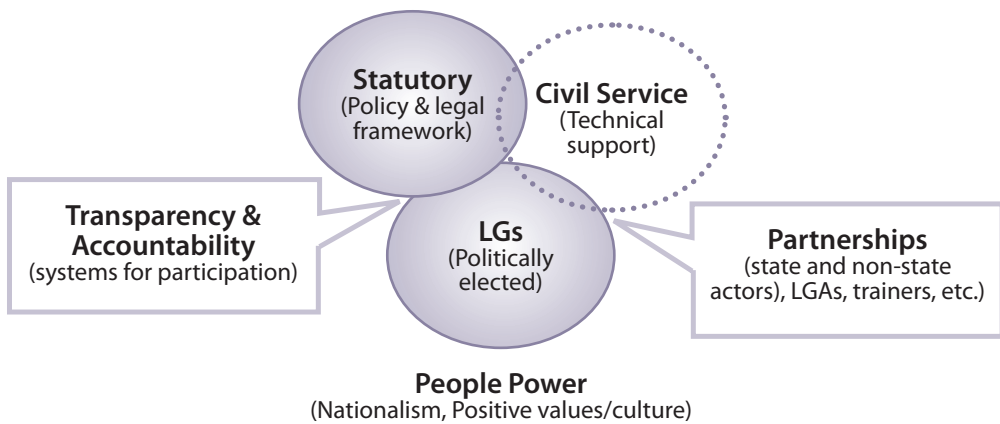 Statutory
(Policy & legal
framework)
Civil Service
(Technical
support)
Transparency &
Accountability
(systems for participation)
LGs
(Politically
elected)
Partnerships
(state and non-state
actors), LGAs, trainers, etc.)
People Power
(Nationalism, Positive values/culture)